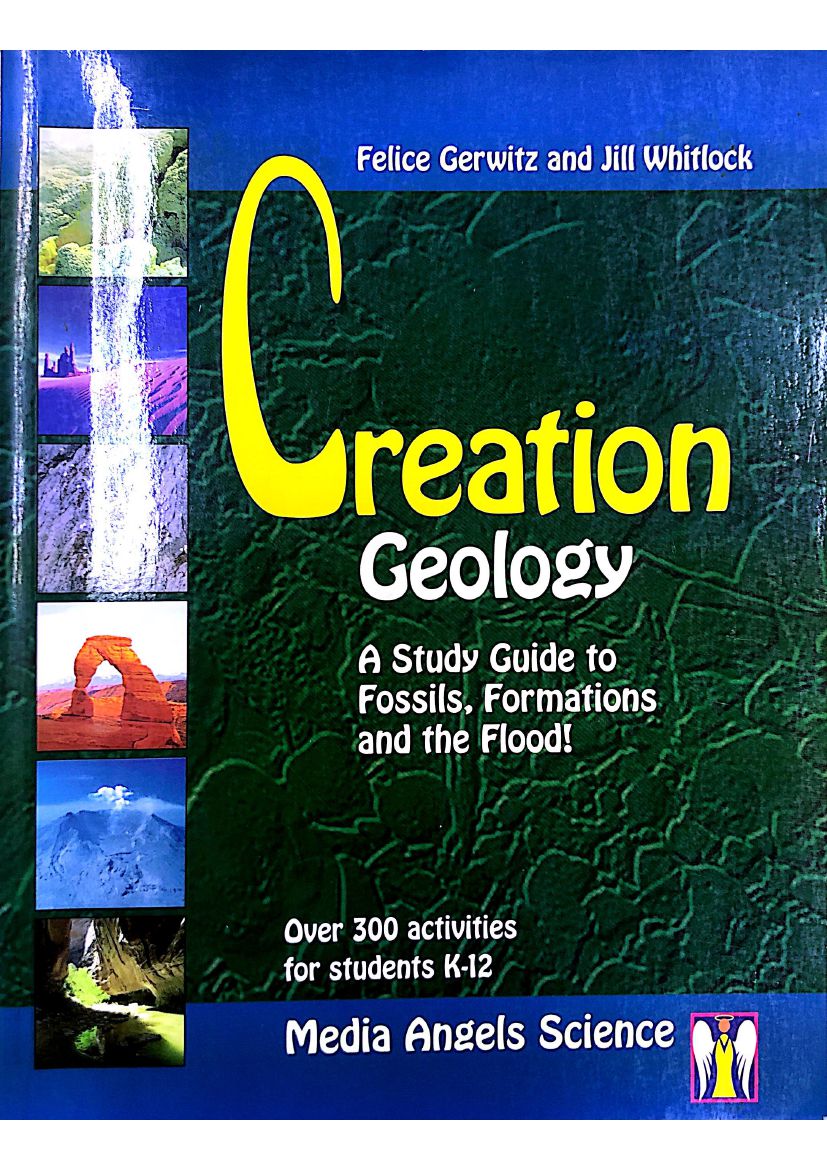 Felice Gerwitz and Jill Whitlock
Creation
Geology
A Study Guide to
Fossils, Formations
and the Flood!
Over 300 activities
for students K-12
Media Angels Science